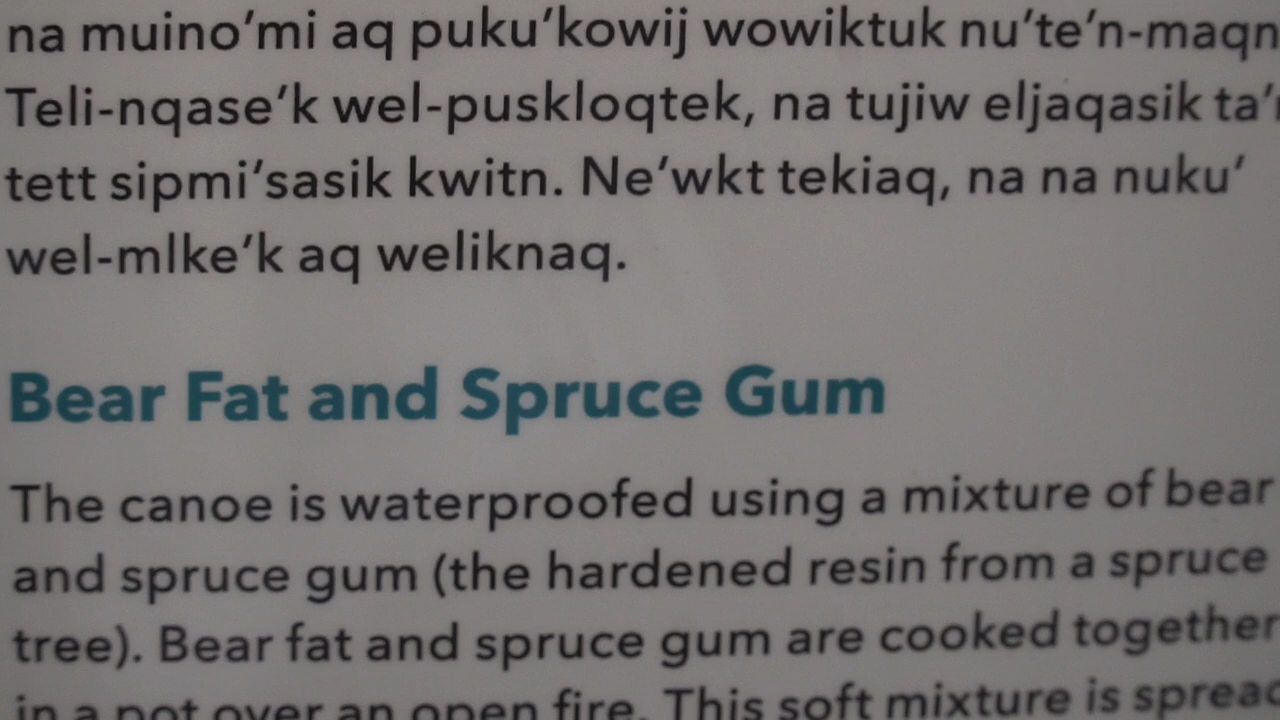 na muino’mi aq puku’kowij wowiktuk nu’te’n-maqn
Teli-nqase’k wel-puskloqtek, na tujiw eljaqasik
tett sipmi’sasik kwitn. Ne’wkt tekiaq, na na nuku’
wel-mlke’k aq weliknaq.
Bear Fat and Spruce Gum
The canoe is waterproofed using a mixture of bear
and spruce gum (the hardened resin from a spruce
tree). Bear fat and spruce gum are cooked together
in a pot over an open fire. This soft mixture is spread